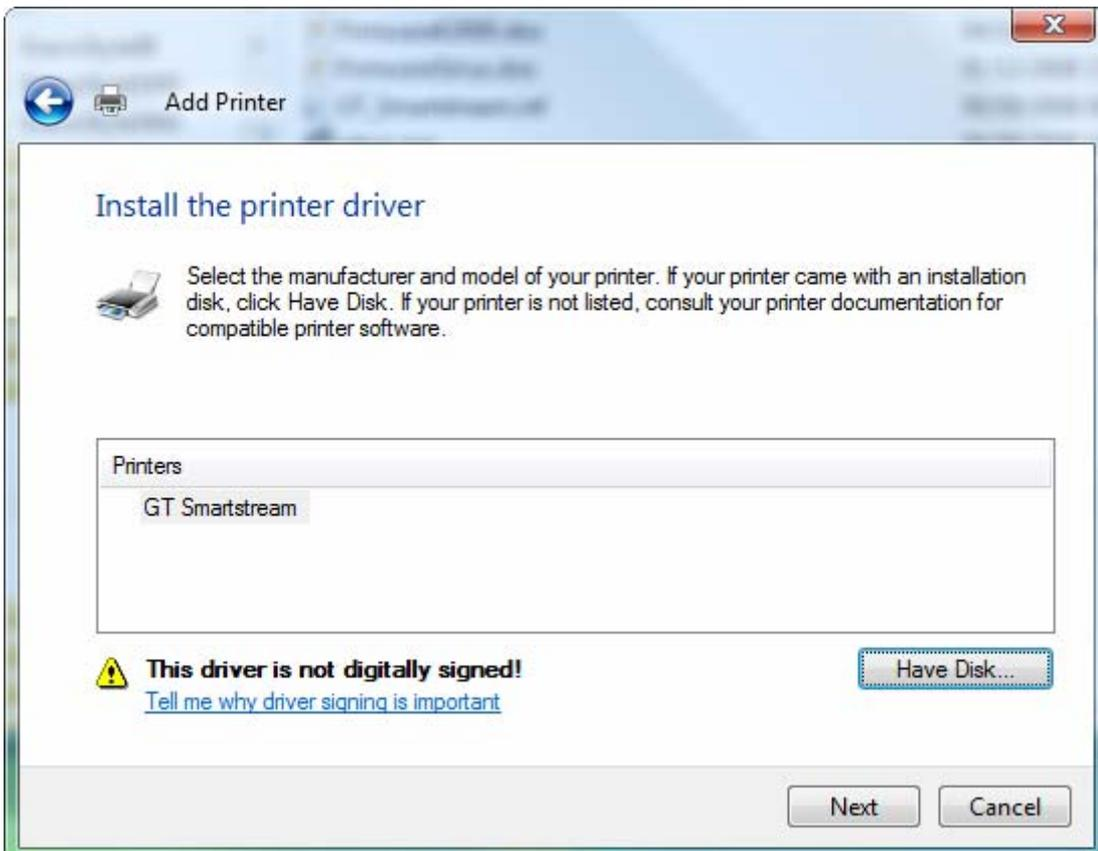 Add Printer
Install the printer driver
Select the manufacturer and model of your printer. If your printer came with an installation
disk, click Have Disk. If your printer is not listed, consult your printer documentation for
compatible printer software.
Printers
GT Smartstream
This driver is not digitally signed!
Have Disk...
Tell me why driver signing is important
Next
Cancel